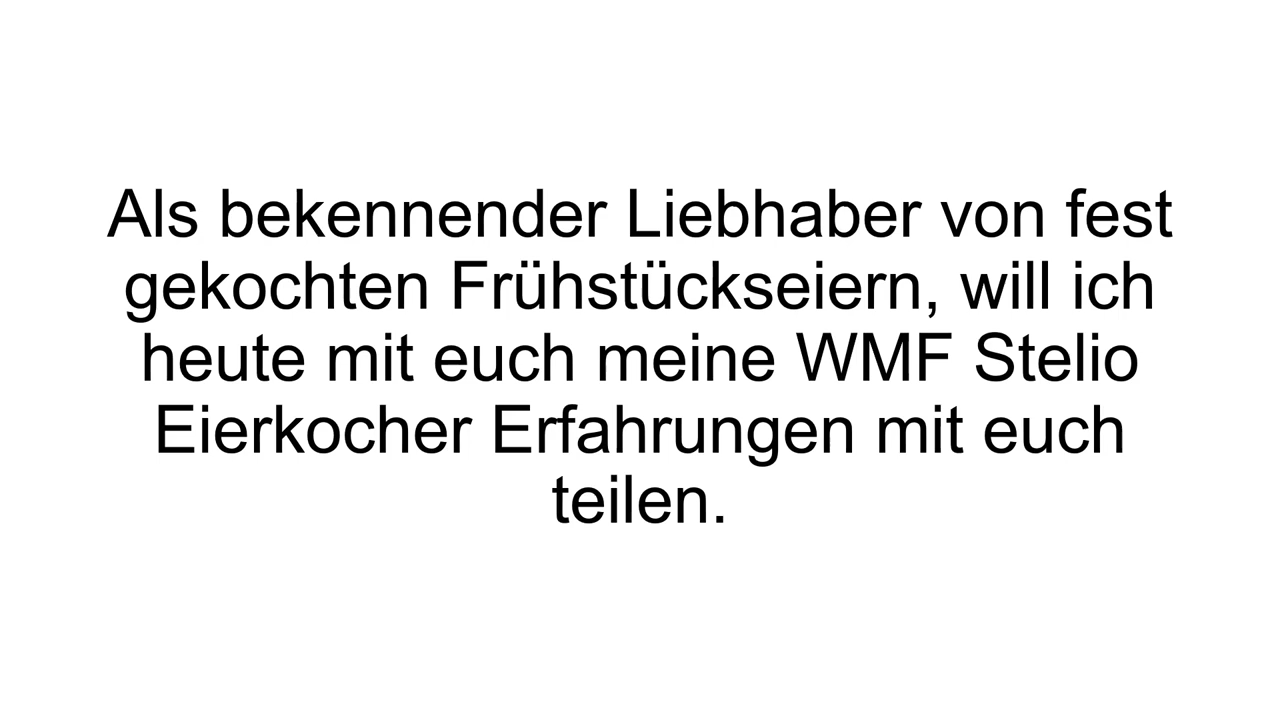 Als bekennender Liebhaber von fest
gekochten Frühstückseiern, will ich
heute mit euch meine WMF Stelio
Eierkocher Erfahrungen mit euch
teilen.